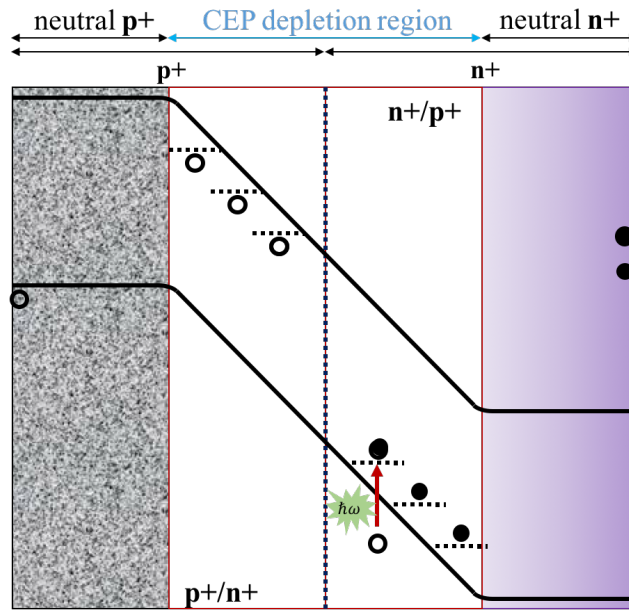 neutral p+ CEP depletion region neutral n+
p+ n+
n+/p+
ħω
p+/n+